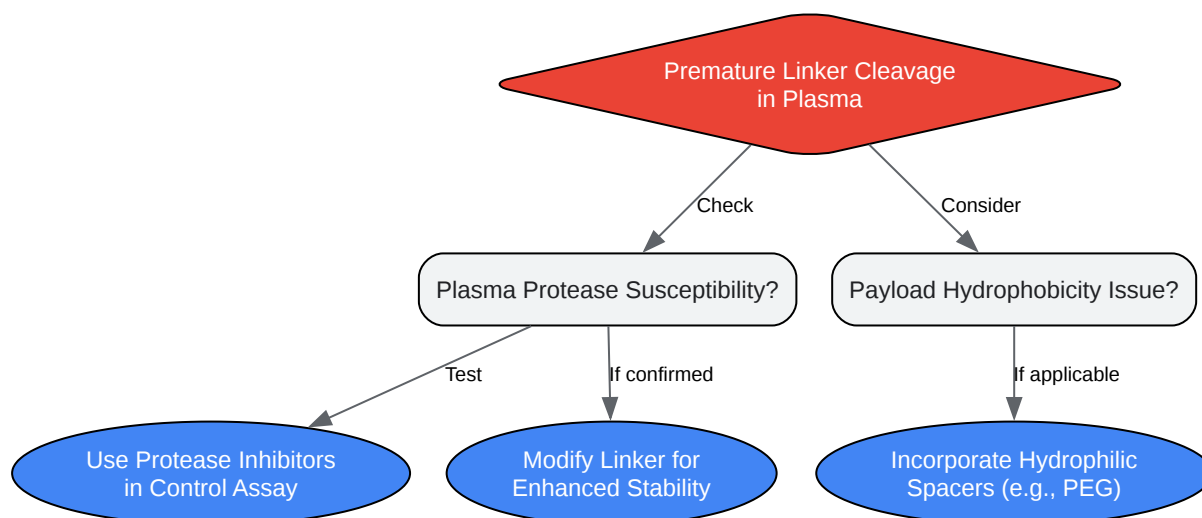 Premature Linker Cleavage
in Plasma
Check
Consider
Plasma Protease Susceptibility?
Payload Hydrophobicity Issue?
Test
If confirmed
If applicable
Use Protease Inhibitors
in Control Assay
Modify Linker for
Enhanced Stability
Incorporate Hydrophilic
Spacers (e.g., PEG)